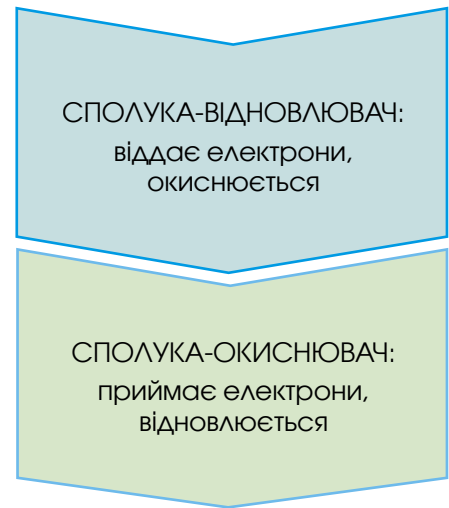 СПОЛУКА-ВІДНОВЛЮВАЧ:
віддає електрони,
окиснюється
СПОЛУКА-ОКИСНЮВАЧ:
приймає електрони,
відновлюється